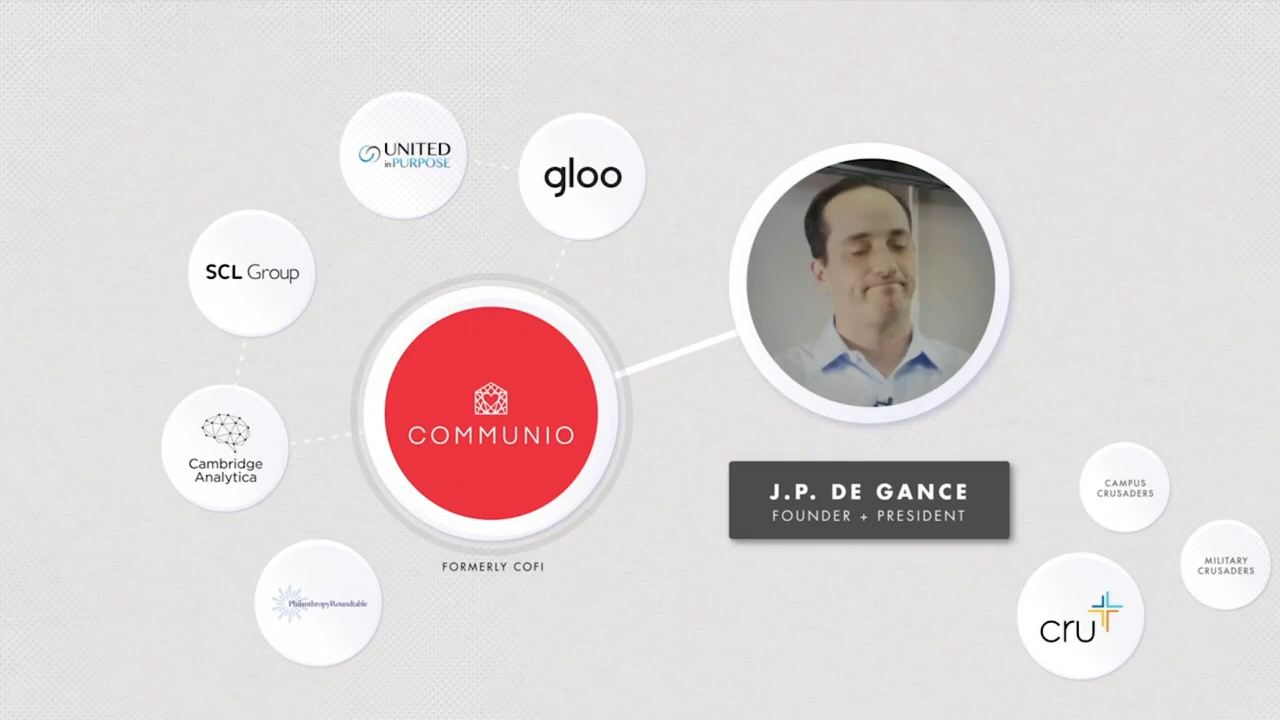 UNITED
in PURPOSE
gloo
SCL Group
Cambridge
Analytica
COMMUNIO
FORMERLY COFI
PhilanthropyRoundtable
J.P. DE GANCE
FOUNDER + PRESIDENT
CAMPUS
CRUSADERS
MILITARY
CRUSADERS
cru